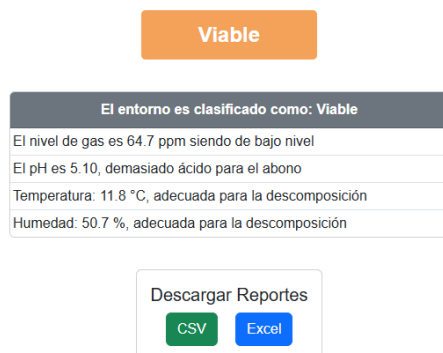 Viable
El entorno es clasificado como: Viable
El nivel de gas es 64.7 ppm siendo de bajo nivel
El pH es 5.10, demasiado ácido para el abono
Temperatura: 11.8 °C, adecuada para la descomposición
Humedad: 50.7 %, adecuada para la descomposición
Descargar Reportes
CSV Excel